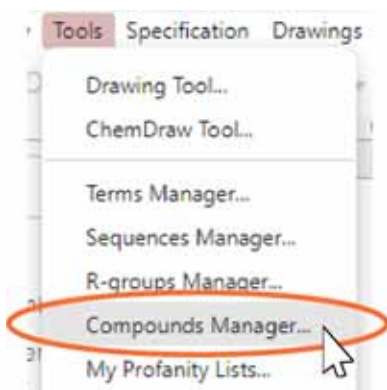 Tools Specification Drawings
Drawing Tool...
ChemDraw Tool...
Terms Manager...
Sequences Manager...
R-groups Manager...
Compounds Manager...
My Profanity Lists...